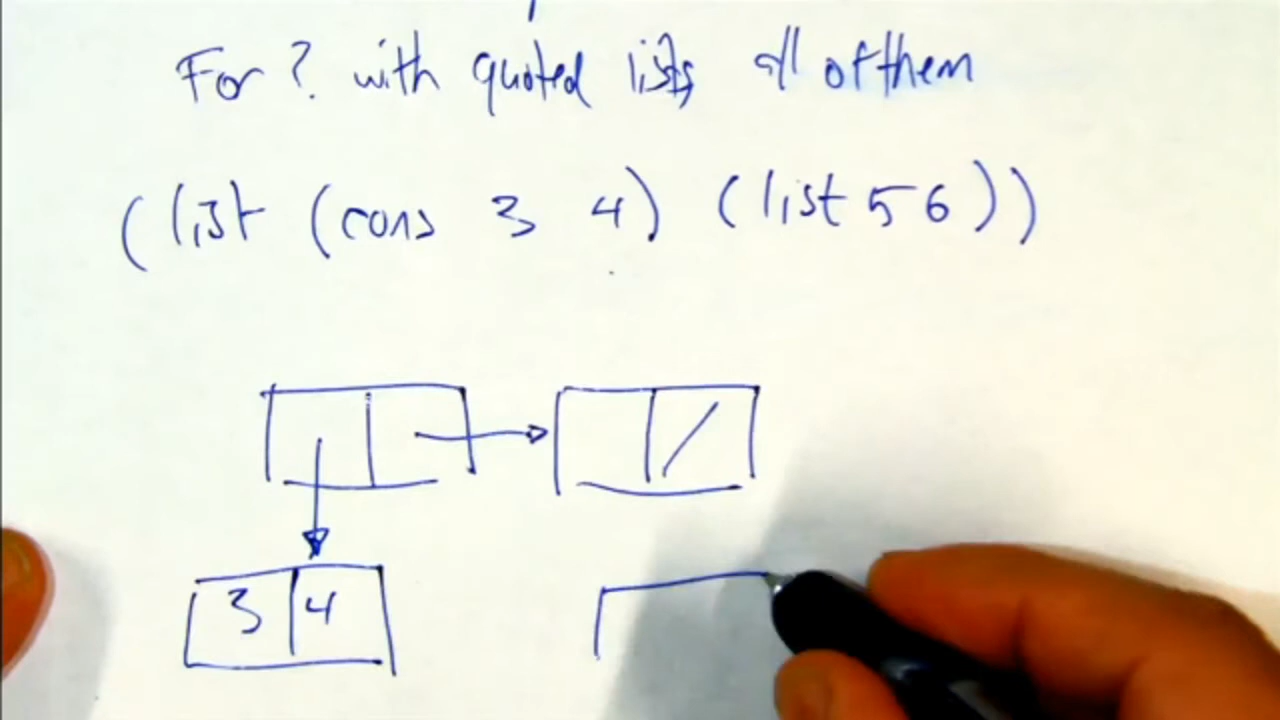 For ? with quoted lists all of them
(list (cons 3 4) (list 5 6))
3 4